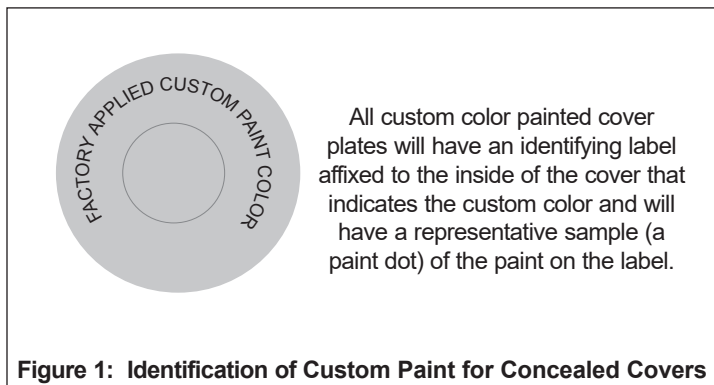 FACTORY APPLIED CUSTOM PAINT COLOR
All custom color painted cover
plates will have an identifying label
affixed to the inside of the cover that
indicates the custom color and will
have a representative sample (a
paint dot) of the paint on the label.
Figure 1: Identification of Custom Paint for Concealed Covers